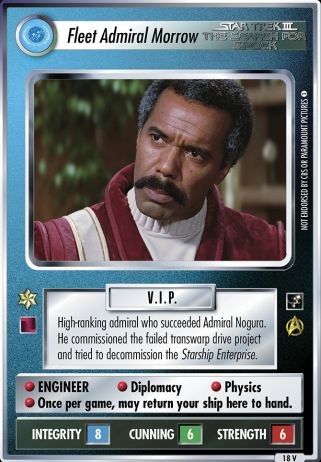 Fleet Admiral Morrow
STAR TREK III
THE SEARCH FOR
SPOCK
NOT ENDORSED BY CBS OR PARAMOUNT PICTURES
V.I.P.
High-ranking admiral who succeeded Admiral Nogura.
He commissioned the failed transwarp drive project
and tried to decommission the Starship Enterprise.
ENGINEER Diplomacy Physics
Once per game, may return your ship here to hand.
INTEGRITY 8 CUNNING 6 STRENGTH 6
18 V